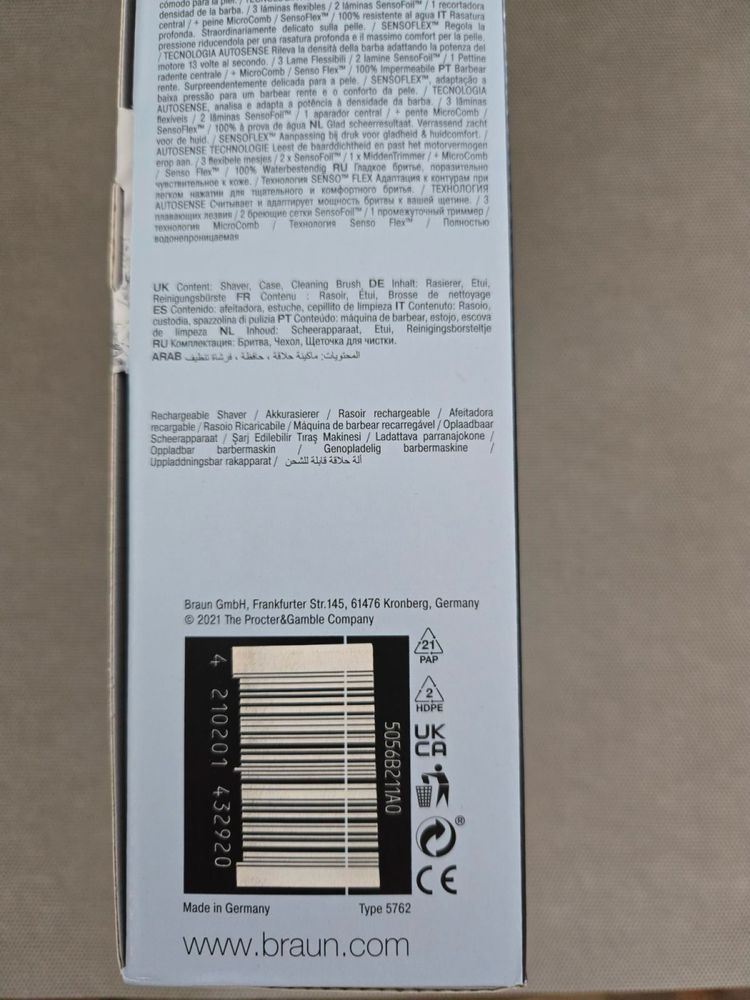 cómodo para la piel. / TECNOLOGÍA
densidad de la barba. / 3 láminas flexibles / 2 láminas SensoFoil™ / 1 recortadora
central / + peine MicroComb / SensoFlex™ / 100% resistente al agua IT Rasatura
profonda. Straordinariamente delicato sulla pelle. / SENSOFLEX™ Regola la
pressione riducendola per una rasatura profonda e il massimo comfort per la pelle.
/ TECNOLOGIA AUTOSENSE Rileva la densità della barba adattando la potenza del
motore 13 volte al secondo. / 3 Lame Flessibili / 2 lamine SensoFoil™ / 1 Pettine
radente centrale / + MicroComb / Senso Flex™ / 100% Impermeabile PT Barbear
rente. Surpreendentemente delicada para a pele. / SENSOFLEX™, adaptação a
baixa pressão para um barbear rente e o conforto da pele. / TECNOLOGIA
AUTOSENSE, analisa e adapta a potência à densidade da barba. / 3 lâminas
flexíveis / 2 lâminas SensoFoil™ / 1 aparador central / + pente MicroComb /
SensoFlex™ / 100% à prova de água NL Glad scheerresultaat. Verrassend zacht
voor de huid. / SENSOFLEX™ Aanpassing bij druk voor gladheid & huidcomfort. /
AUTOSENSE TECHNOLOGIE Leest de baarddichtheid en past het motorvermogen
erop aan. / 3 flexibele mesjes / 2 x SensoFoil™ / 1 x MiddenTrimmer / + MicroComb
/ Senso Flex™ / 100% Waterbestendig RU Гладкое бритье, поразительно
чувствительное к коже. / Технология SENSO™ FLEX Адаптация к контурам при
легком нажатии для тщательного и комфортного бритья. / ТЕХНОЛОГИЯ
AUTOSENSE Считывает и адаптирует мощность бритвы к вашей щетине. / 3
плавающих лезвия / 2 бреющие сетки SensoFoil™ / 1 промежуточный триммер /
технология MicroComb / Технология Senso Flex™ / Полностью
водонепроницаемая
UK Content: Shaver, Case, Cleaning Brush DE Inhalt: Rasierer, Etui,
Reinigungsbürste FR Contenu : Rasoir, Étui, Brosse de nettoyage
ES Contenido: afeitadora, estuche, cepillito de limpieza IT Contenuto: Rasoio,
custodia, spazzolina di pulizia PT Conteúdo: máquina de barbear, estojo, escova
de limpeza NL Inhoud: Scheerapparaat, Etui, Reinigingsborsteltje
RU Комплектация: Бритва, Чехол, Щеточка для чистки.
ARAB المحتويات: ماكينة حلاقة ، حافظة ، فرشاة تنظيف
Rechargeable Shaver / Akkurasierer / Rasoir rechargeable / Afeitadora
recargable / Rasoio Ricaricabile / Máquina de barbear recarregável / Oplaadbaar
Scheerapparaat / Şarj Edilebilir Tıraş Makinesi / Ladattava parranajokone /
Oppladbar barbermaskin / Genopladelig barbermaskine /
Uppladdningsbar rakapparat / آلة حلاقة قابلة للشحن
Braun GmbH, Frankfurter Str.145, 61476 Kronberg, Germany
© 2021 The Procter&Gamble Company
4 210201 432920
5056B211A0
21
PAP
2
HDPE
UK
CA
®
CE
Made in Germany Type 5762
www.braun.com